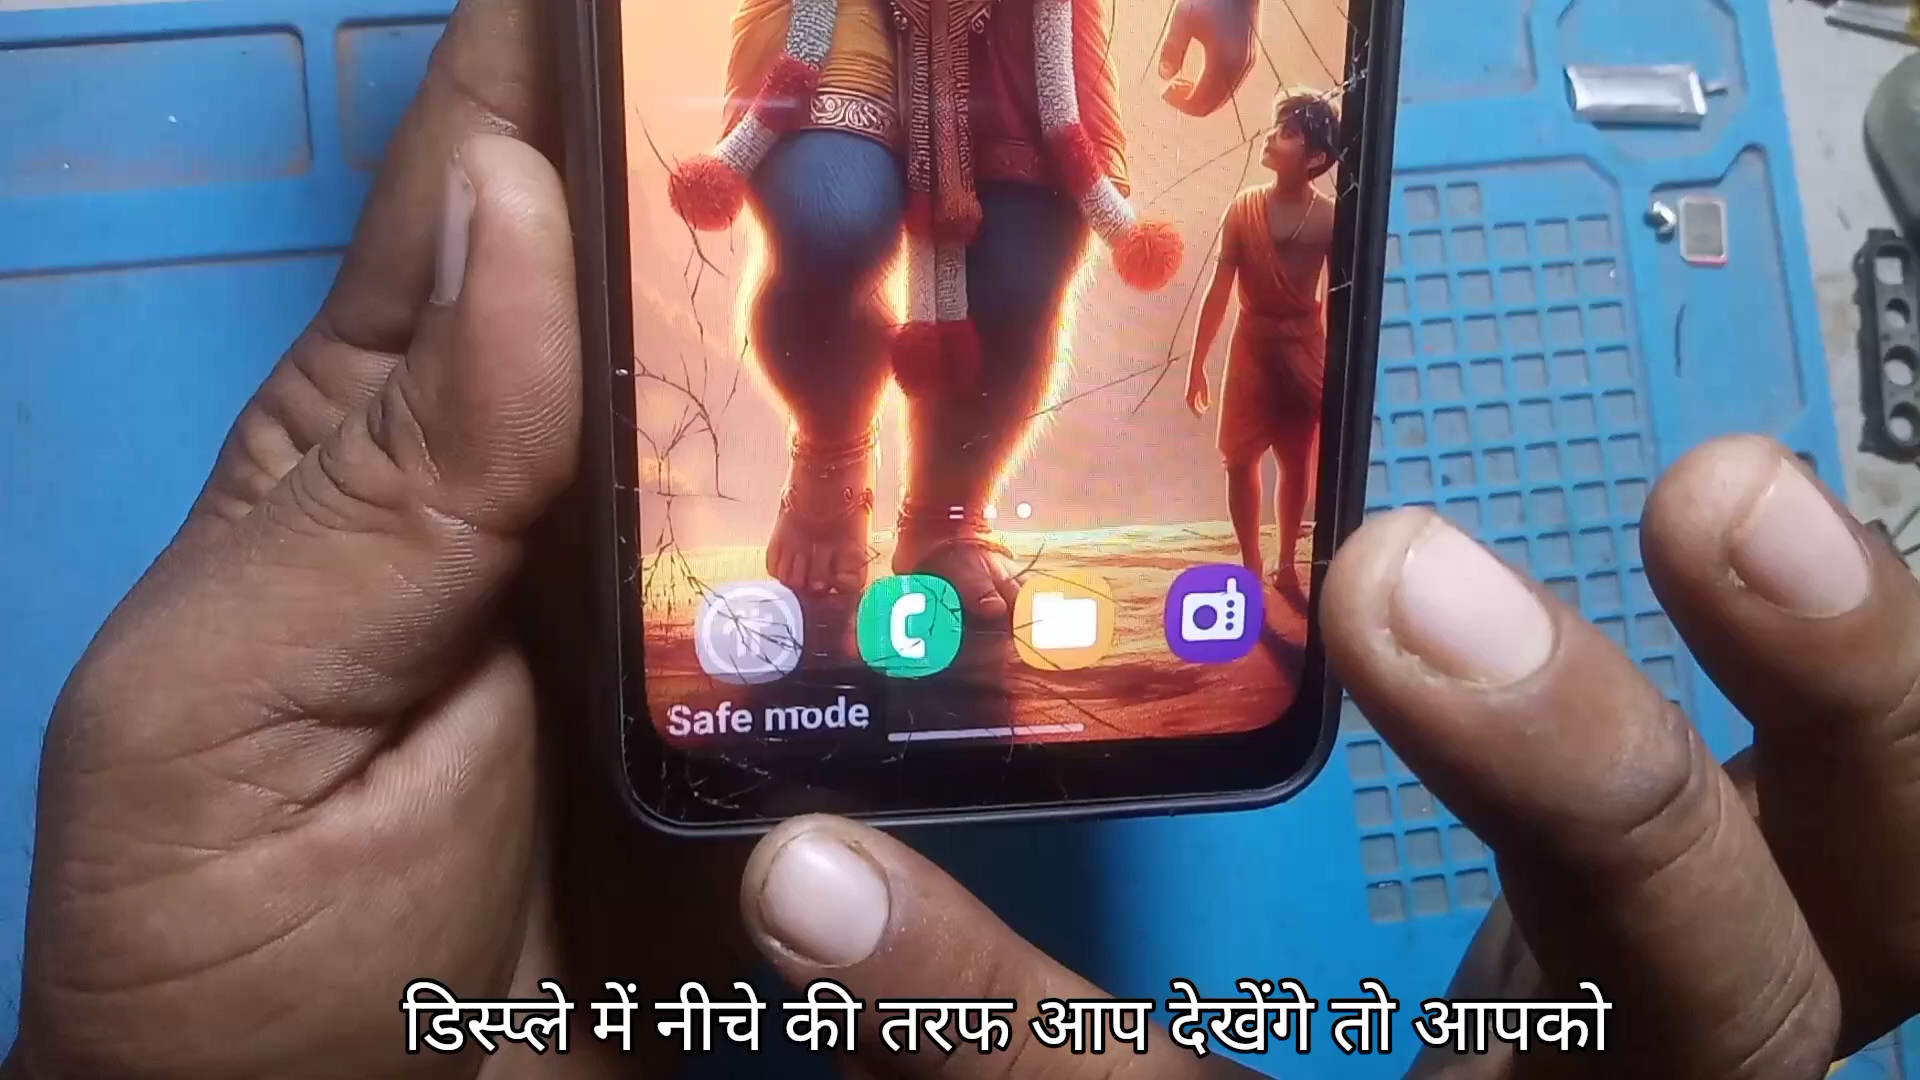 Safe mode
डिस्प्ले में नीचे की तरफ आप देखेंगे तो आपको